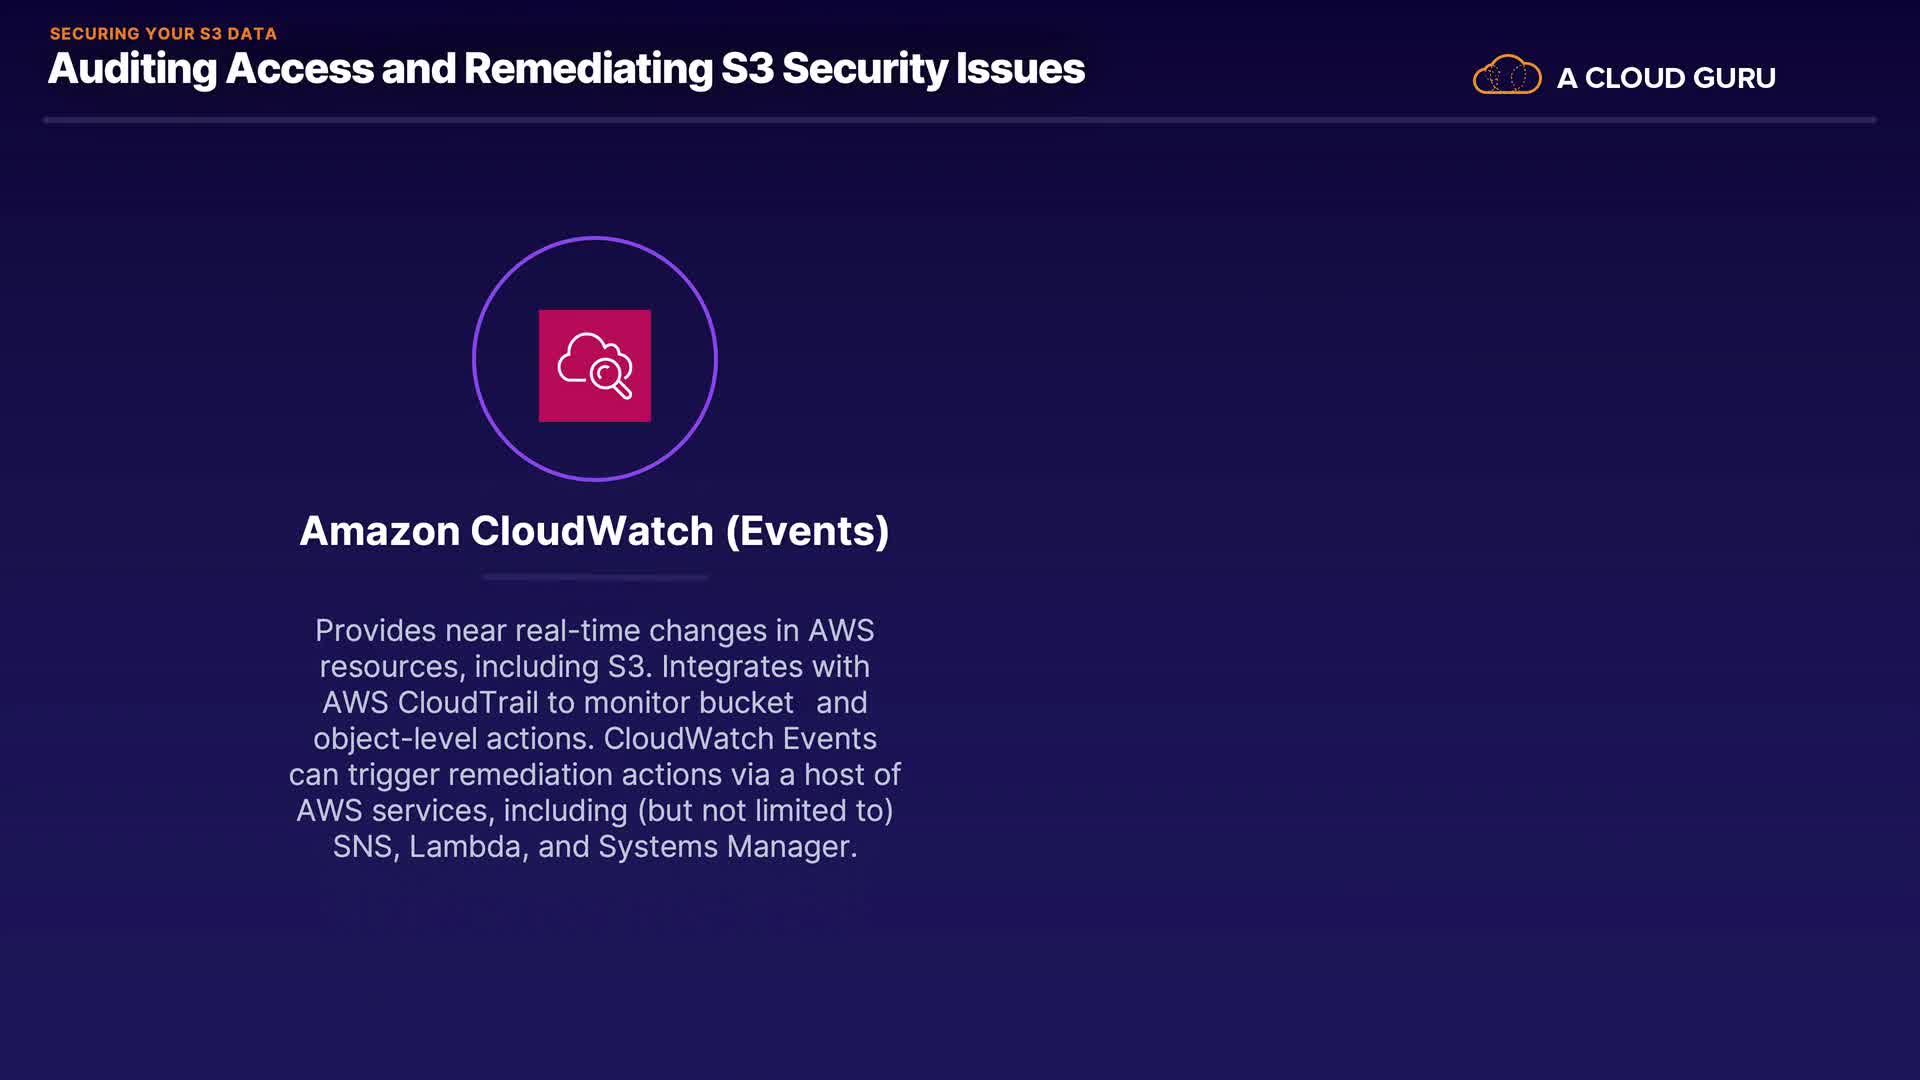 SECURING YOUR S3 DATA
Auditing Access and Remediating S3 Security Issues
A CLOUD GURU
Amazon CloudWatch (Events)
Provides near real-time changes in AWS
resources, including S3. Integrates with
AWS CloudTrail to monitor bucket and
object-level actions. CloudWatch Events
can trigger remediation actions via a host of
AWS services, including (but not limited to)
SNS, Lambda, and Systems Manager.